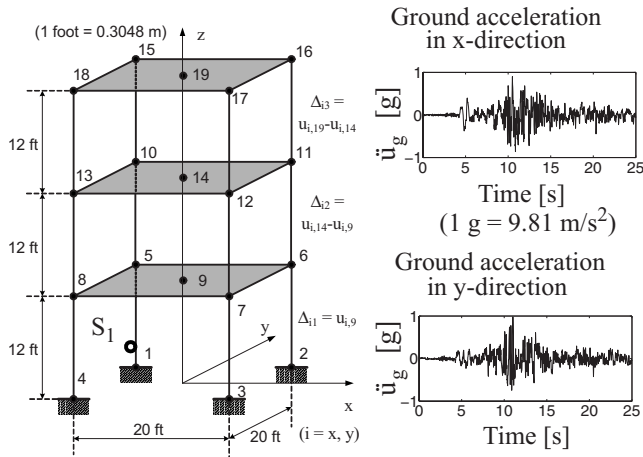 (1 foot = 0.3048 m)
z
15
16
18
19
17
12 ft
Δi3 =
ui,19-ui,14
10
11
13
14
12
12 ft
Δi2 =
ui,14-ui,9
5
6
8
9
7
12 ft
Δi1 = ui,9
S1
y
1
2
4
3
x
20 ft
20 ft
(i = x, y)
Ground acceleration
in x-direction
üg [g]
1
0
-1
0 5 10 15 20 25
Time [s]
(1 g = 9.81 m/s²)
Ground acceleration
in y-direction
üg [g]
1
0
-1
0 5 10 15 20 25
Time [s]